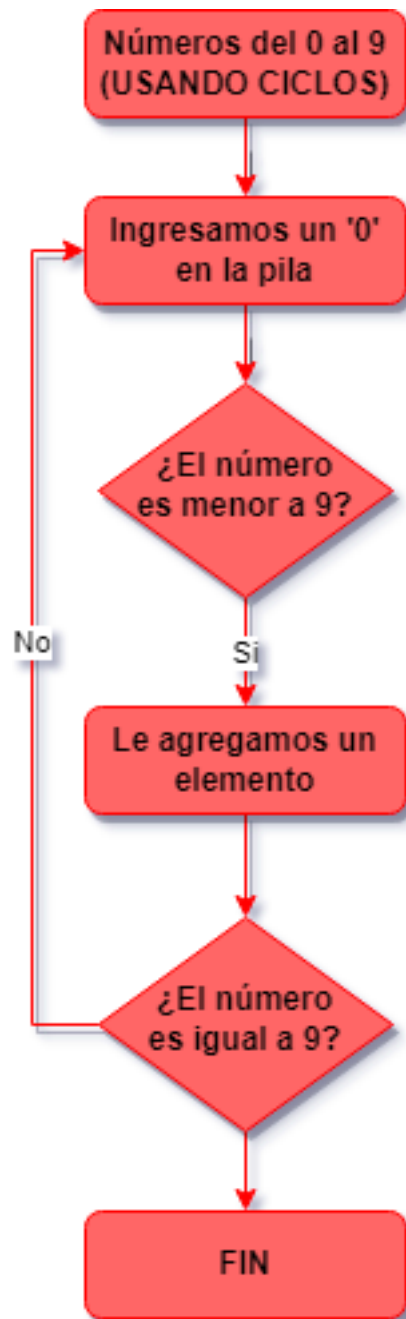 Números del 0 al 9
(USANDO CICLOS)
Ingresamos un '0'
en la pila
¿El número
es menor a 9?
No
Si
Le agregamos un
elemento
¿El número
es igual a 9?
FIN